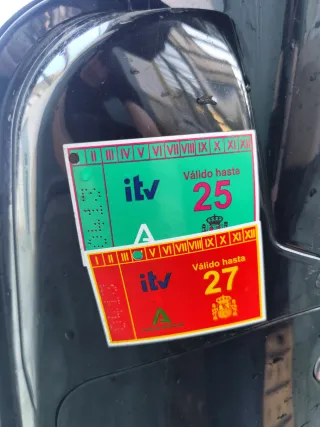 II III IV V VI VII VIII IX X XI XII
itv
Válido hasta
25
I II III V VI VII VIII IX X XI XII
itv
Válido hasta
27